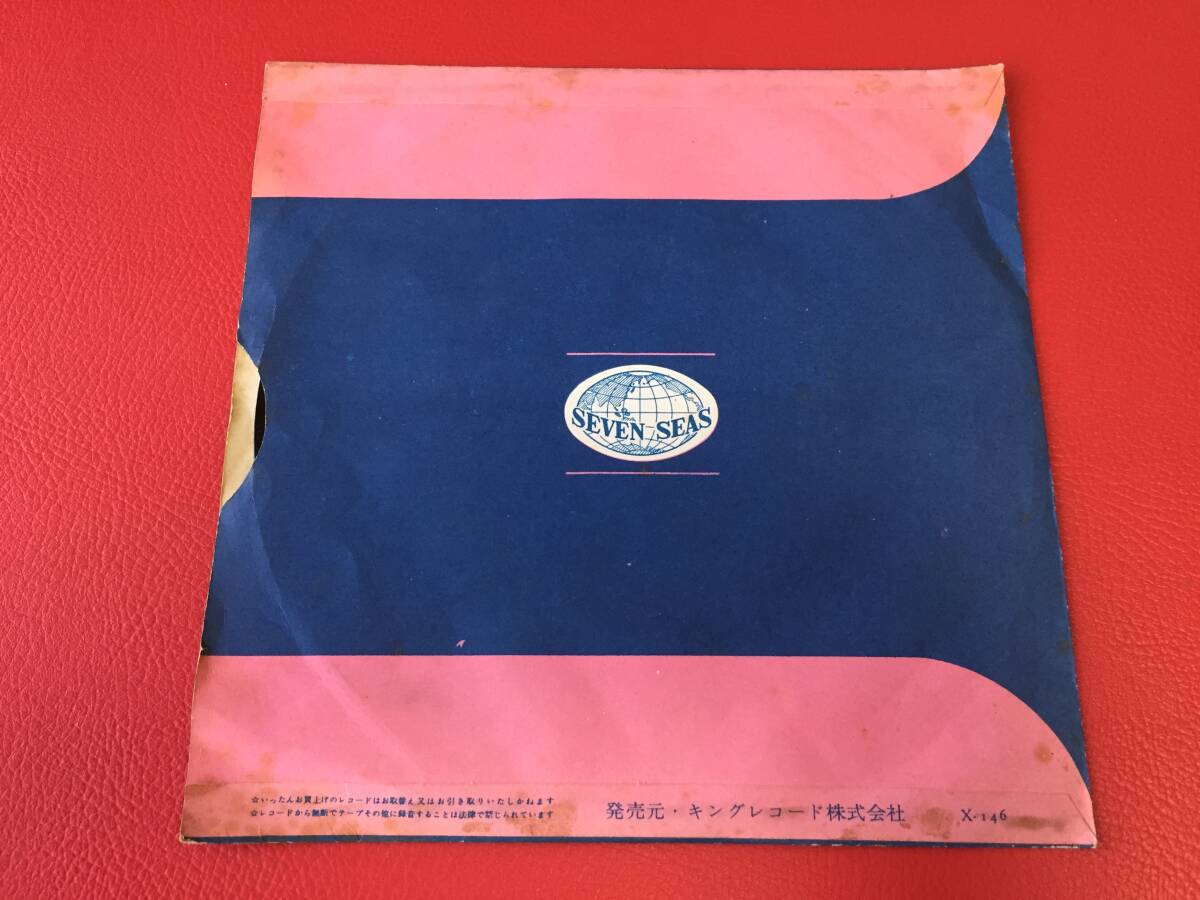 SEVEN SEAS
☆いったんお買上げのレコードはお取替え又はお引き取りいたしかねます
☆レコードから無断でテープその他に録音することは法律で禁じられています
発売元・キングレコード株式会社
X-146